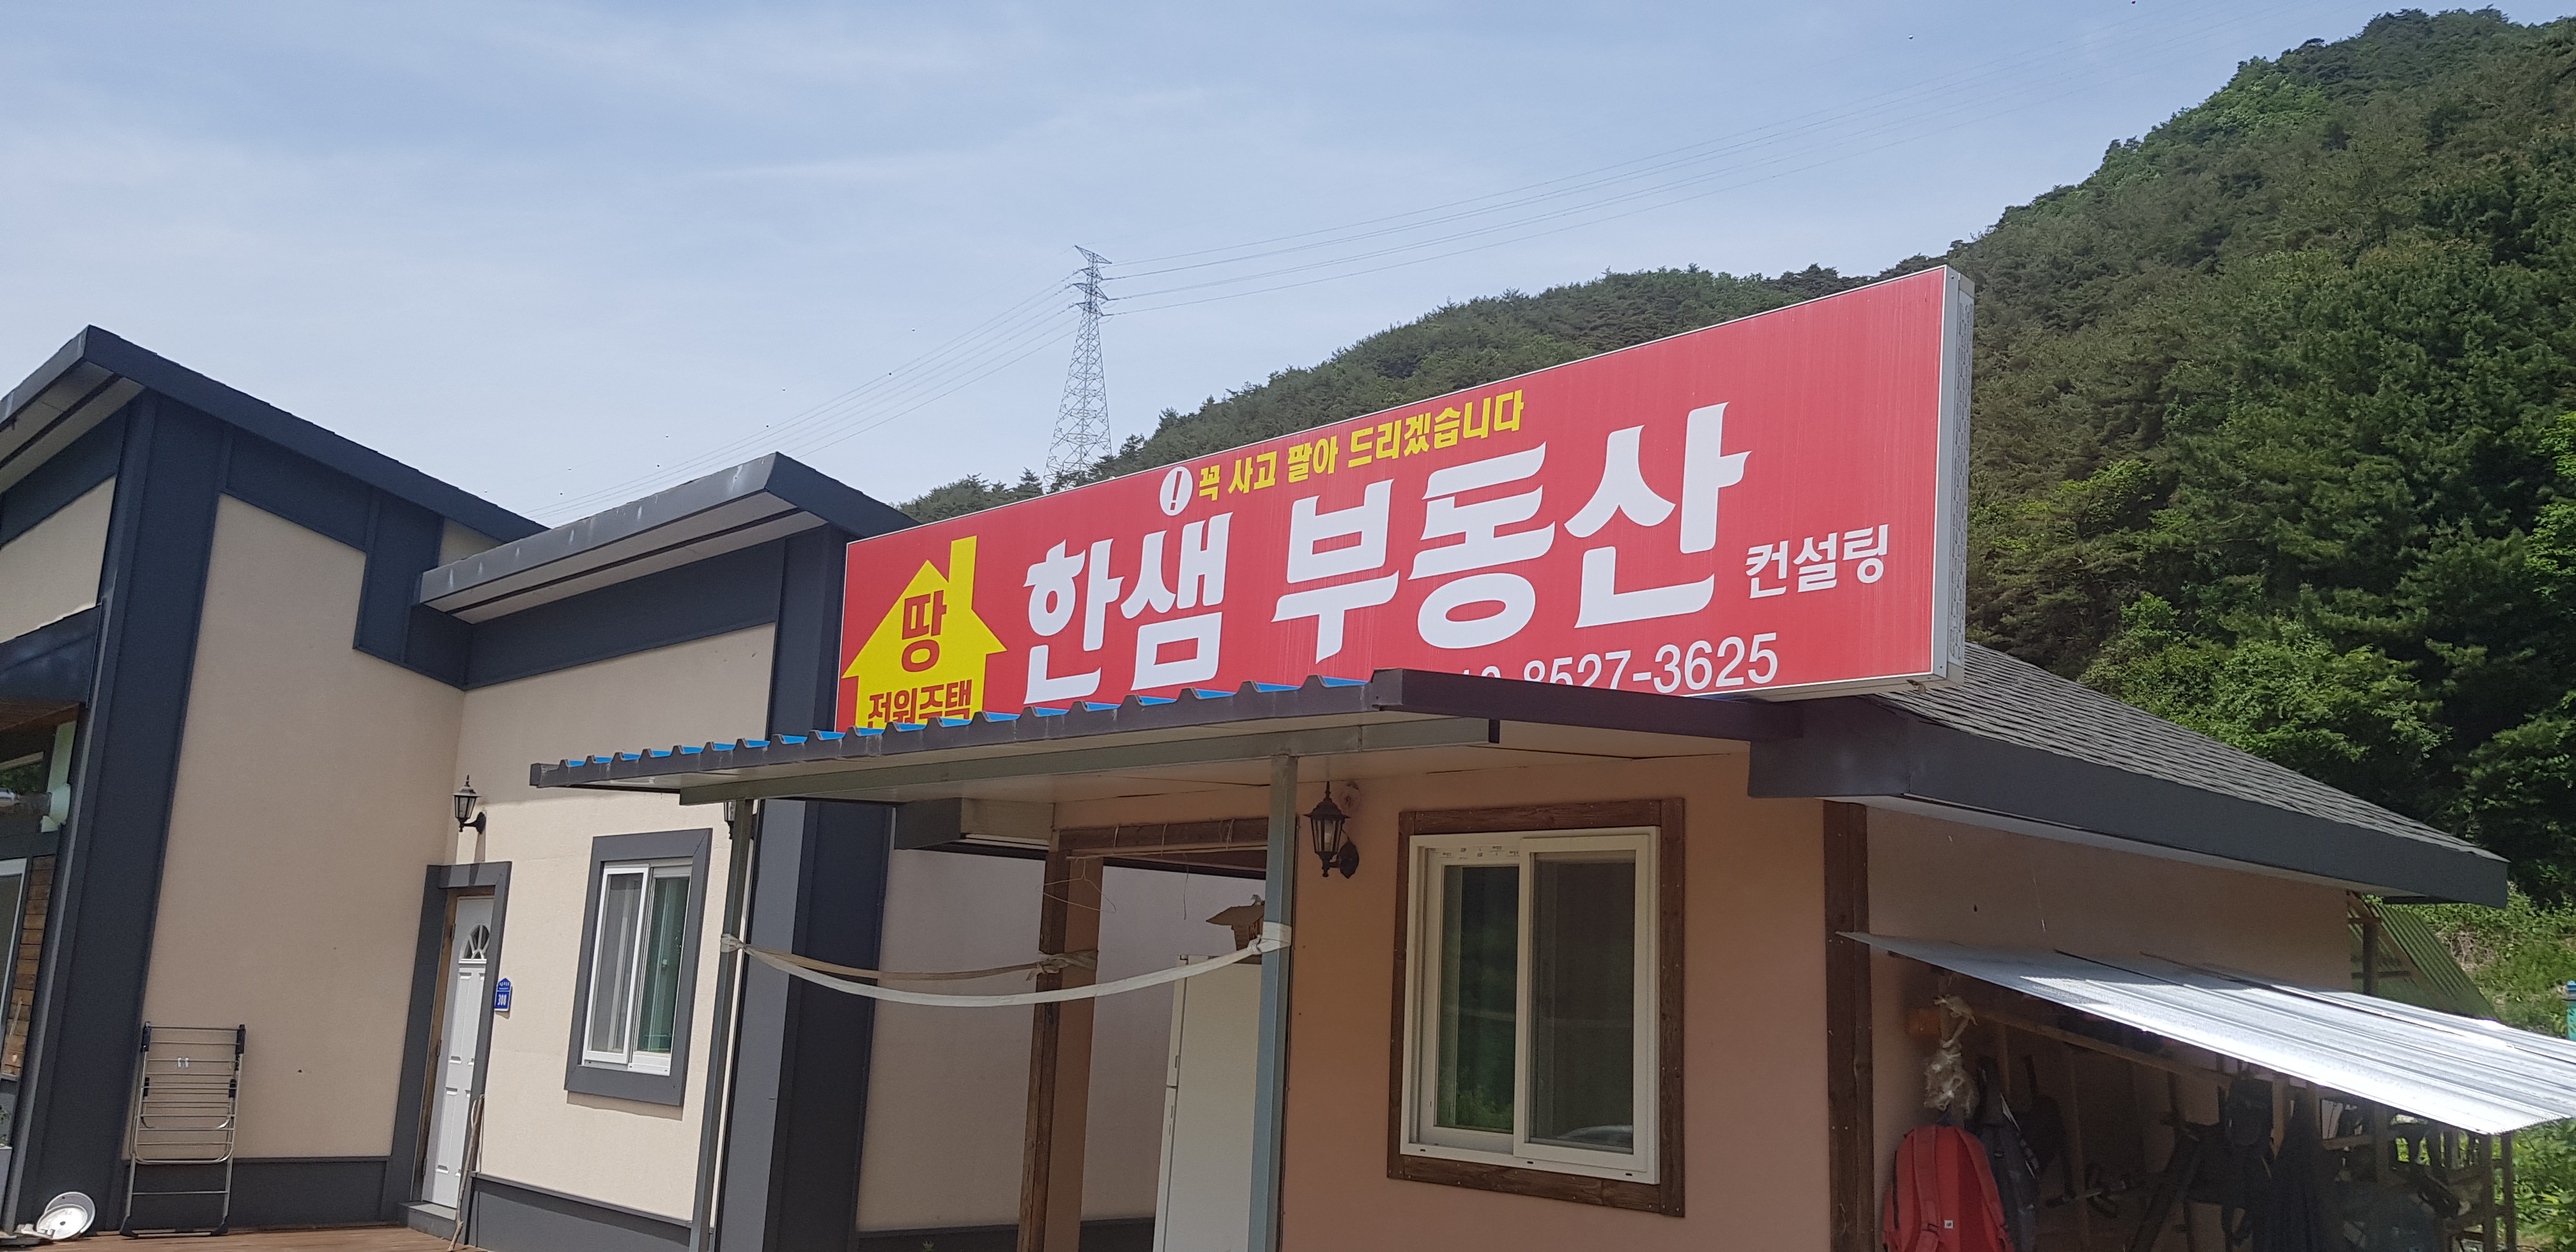 꼭 사고 팔아 드리겠습니다
땅
전원주택
한샘 부동산 컨설팅
8527-3625
308